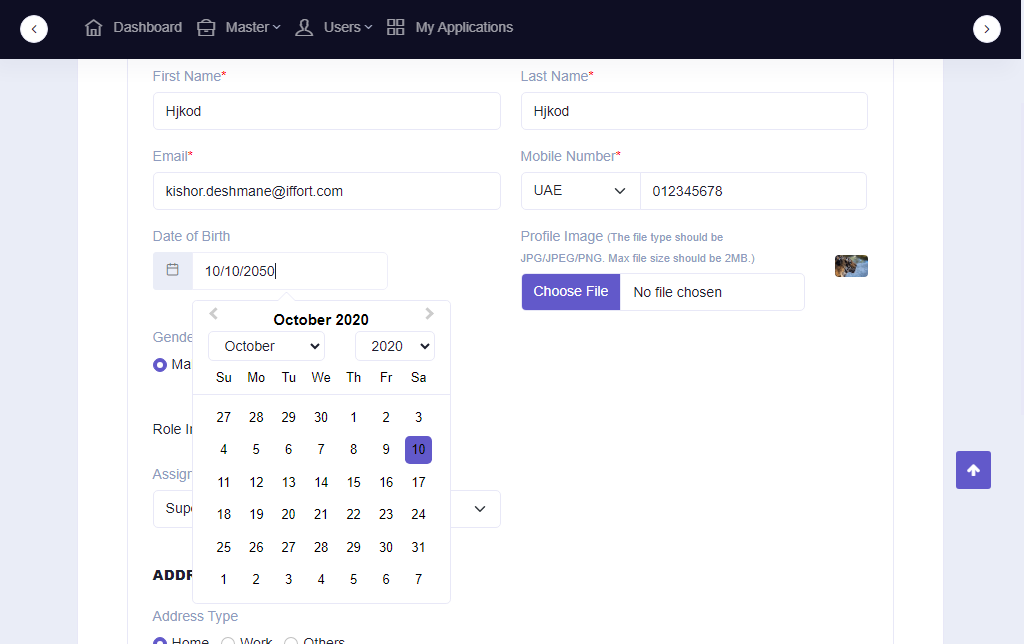 Dashboard Master Users My Applications
First Name* Last Name*
Hjkod Hjkod
Email* Mobile Number*
kishor.deshmane@iffort.com UAE 012345678
Date of Birth Profile Image (The file type should be
JPG/JPEG/PNG. Max file size should be 2MB.)
10/10/2050
Choose File No file chosen
October 2020
Gende
October 2020
Ma
Su Mo Tu We Th Fr Sa
27 28 29 30 1 2 3
Role In
4 5 6 7 8 9 10
Assign
11 12 13 14 15 16 17
Supe
18 19 20 21 22 23 24
25 26 27 28 29 30 31
ADDR
1 2 3 4 5 6 7
Address Type
Home Work Others